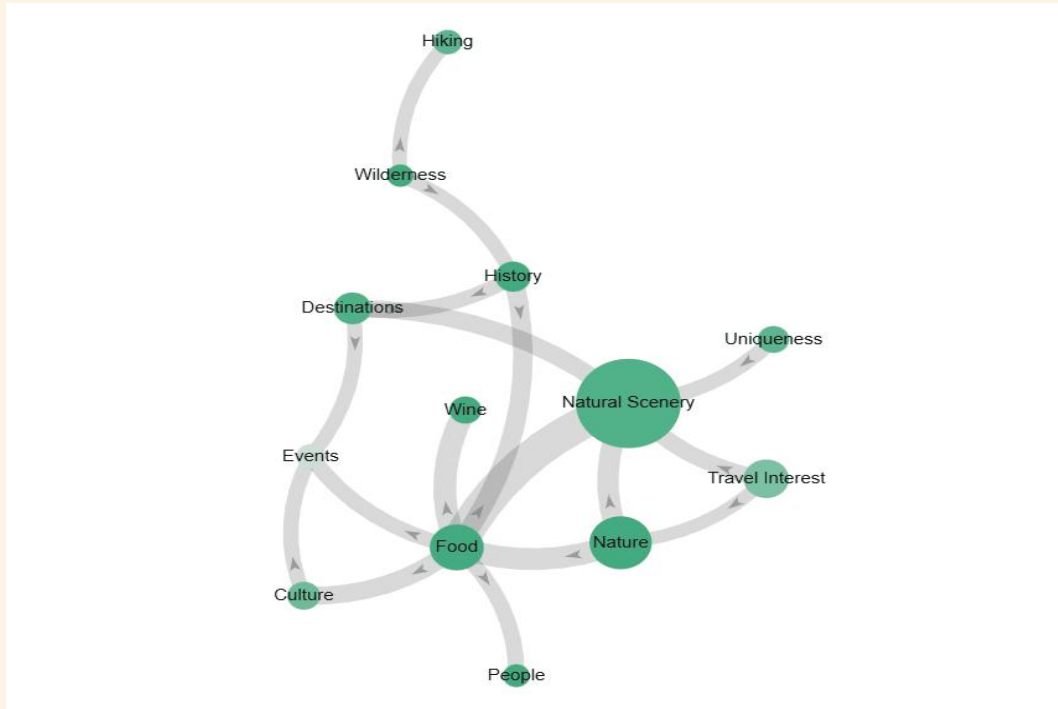 Hiking
Wilderness
History
Destinations
Uniqueness
Natural Scenery
Wine
Events
Travel Interest
Food
Nature
Culture
People